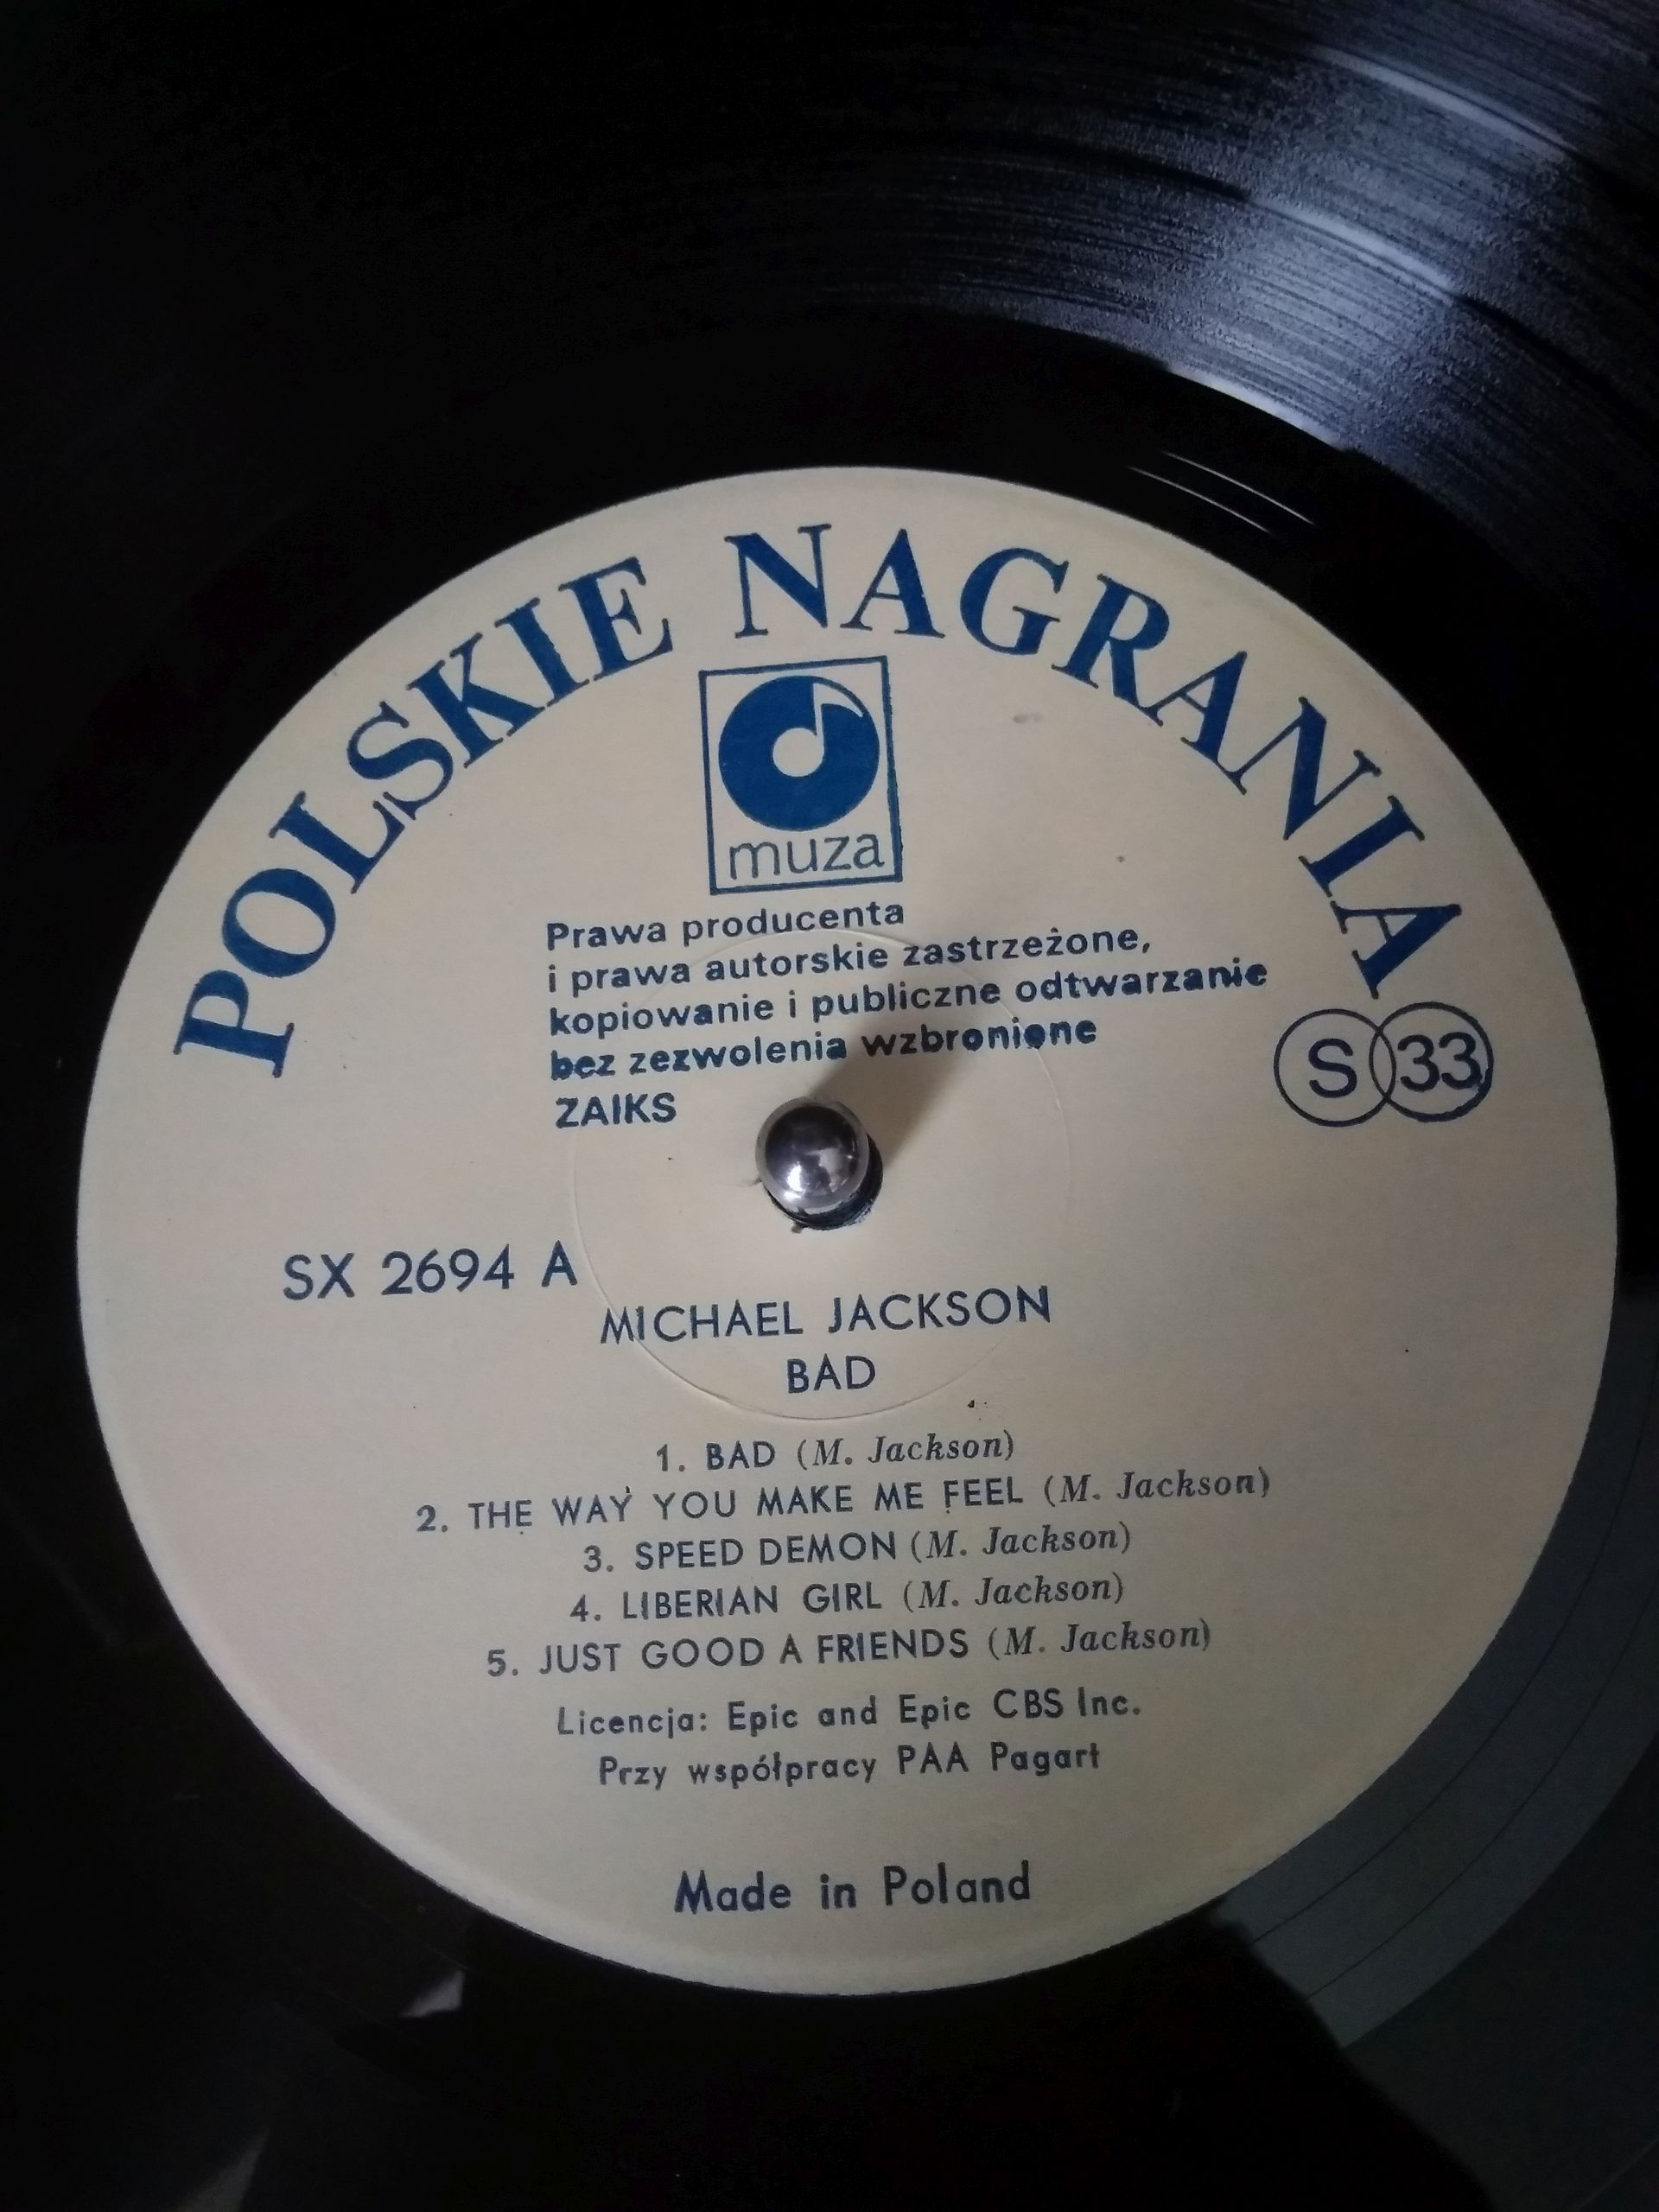 POLSKIE NAGRANIA
muza
Prawa producenta
i prawa autorskie zastrzeżone,
kopiowanie i publiczne odtwarzanie
bez zezwolenia wzbronione
ZAIKS
S 33
SX 2694 A
MICHAEL JACKSON
BAD
1. BAD (M. Jackson)
2. THE WAY YOU MAKE ME FEEL (M. Jackson)
3. SPEED DEMON (M. Jackson)
4. LIBERIAN GIRL (M. Jackson)
5. JUST GOOD A FRIENDS (M. Jackson)
Licencja: Epic and Epic CBS Inc.
Przy współpracy PAA Pagart
Made in Poland